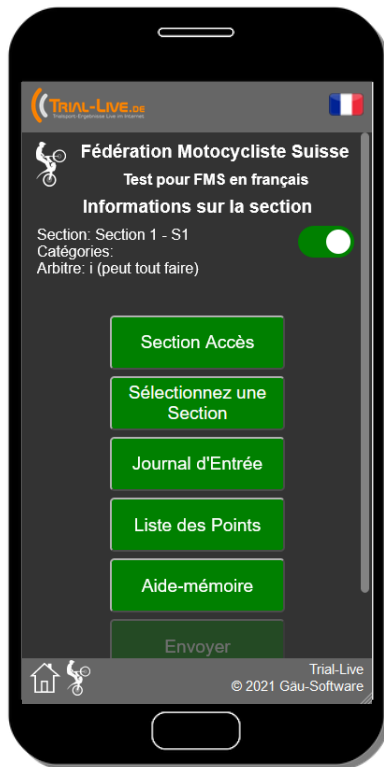 TRIAL-LIVE.DE
Transport Ergebnisse Live im Internet
Fédération Motocycliste Suisse
Test pour FMS en français
Informations sur la section
Section: Section 1 - S1
Catégories:
Arbitre: i (peut tout faire)
Section Accès
Sélectionnez une
Section
Journal d'Entrée
Liste des Points
Aide-mémoire
Envoyer
Trial-Live
© 2021 Gäu-Software